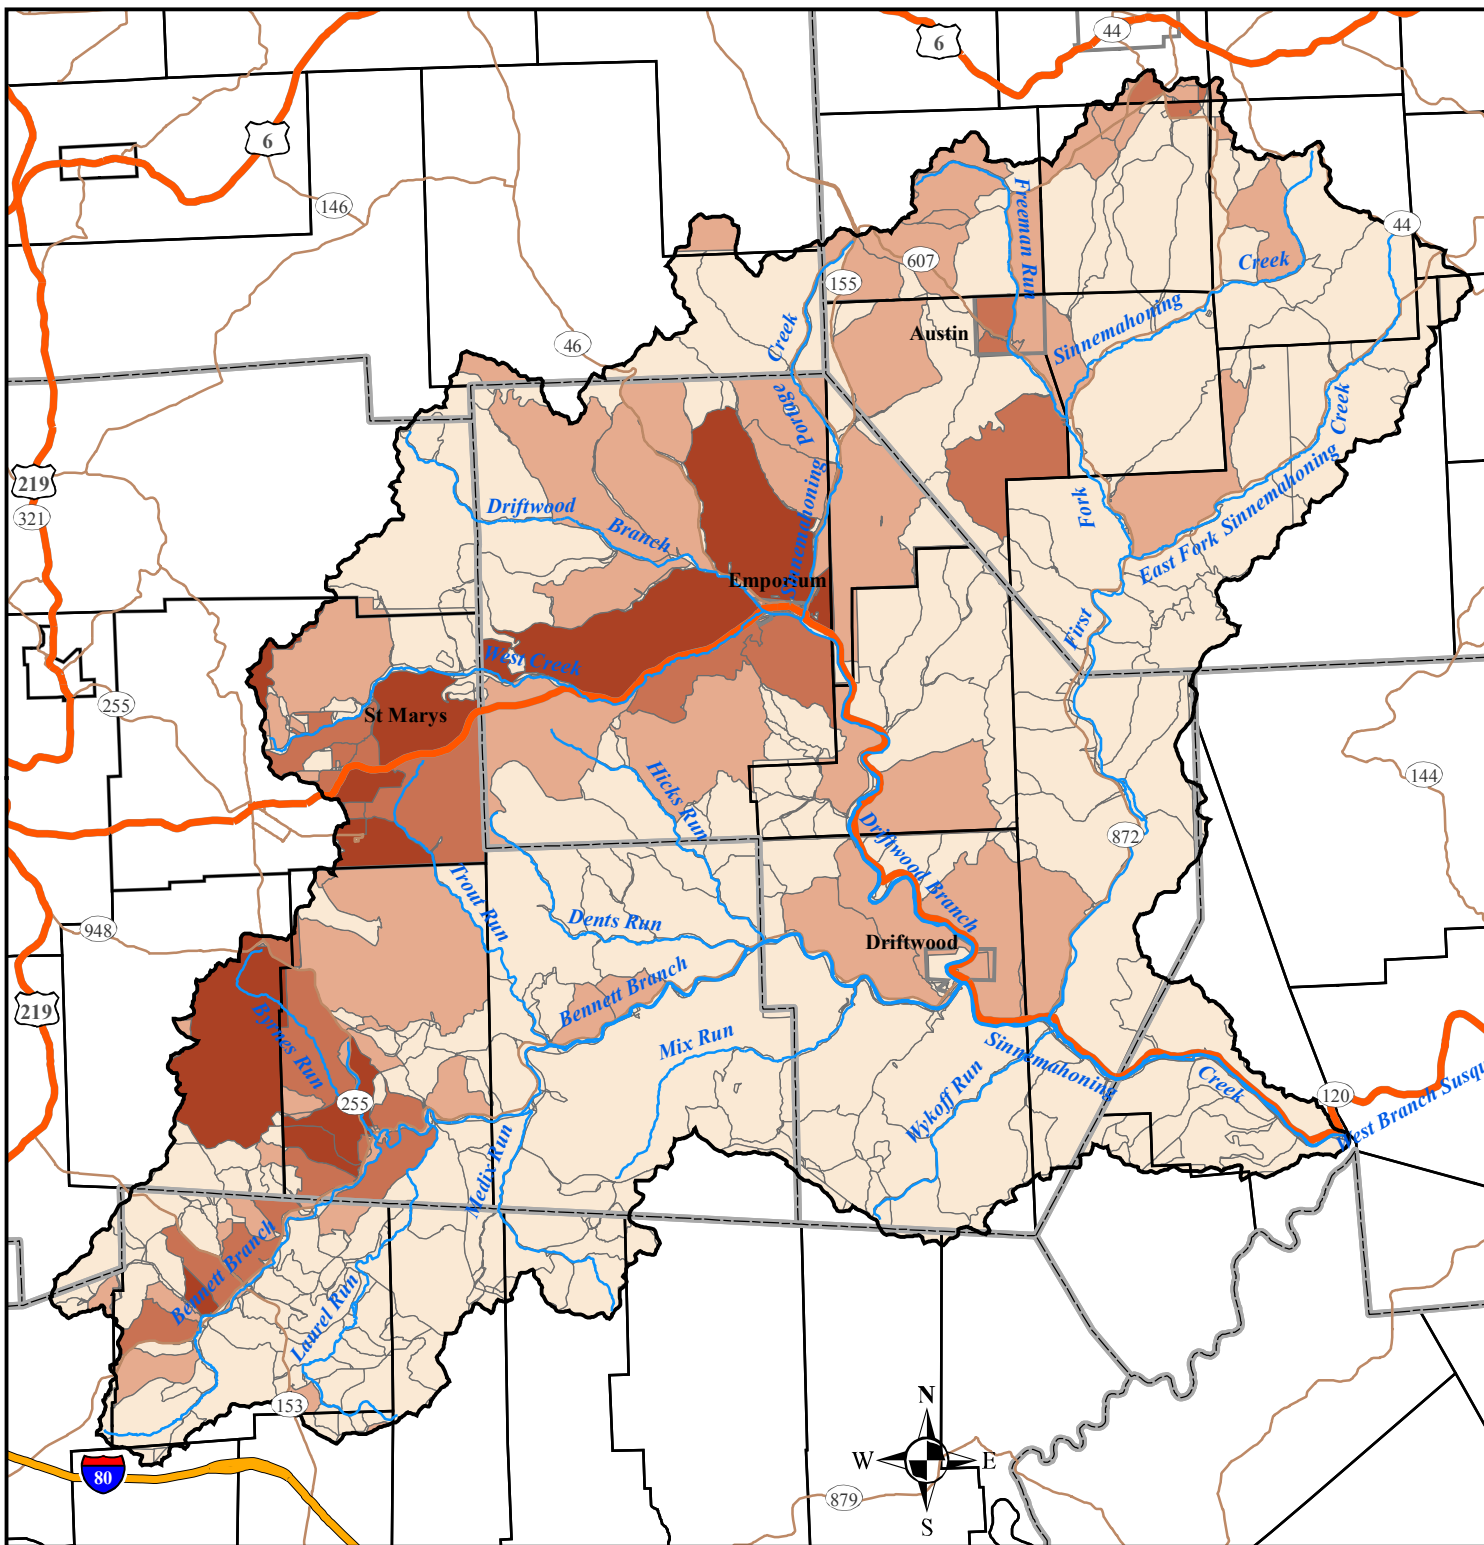 6
44
6
146
44
Freeman Run
607
Creek
155
Sinnemahoning
Austin
46
Creek
Portage
Sinnemahoning
Creek
East Fork Sinnemahoning
219
321
Driftwood
Branch
Fork
First
Emporium
West Creek
255
St Marys
144
Hicks Run
872
Driftwood Branch
Trout Run
Dents Run
948
Driftwood
Bennett Branch
219
Byrnes Run
Mix Run
Sinnemahoning
Creek
Wykoff Run
255
120
West Branch Susqu
Medix Run
Bennett Branch
Laurel Run
153
N
W
E
S
80
879